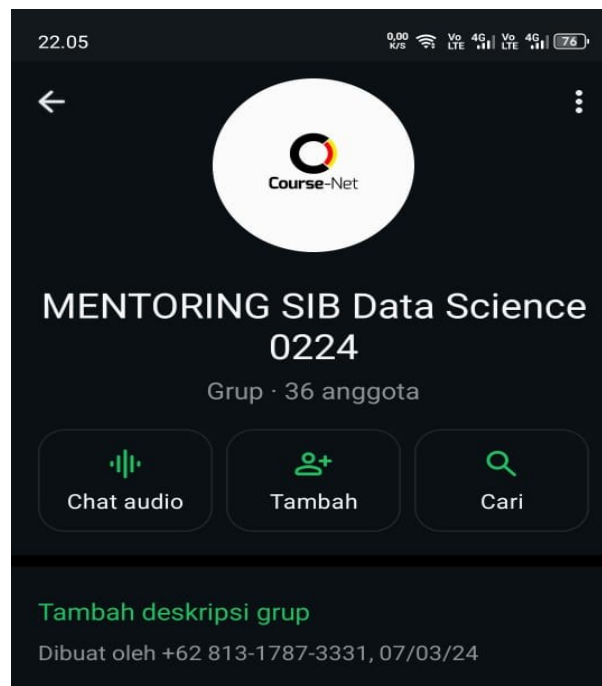 22.05
0,00 K/S Vo LTE 4G Vo LTE 4G 76
Course-Net
MENTORING SIB Data Science
0224
Grup · 36 anggota
Chat audio
Tambah
Cari
Tambah deskripsi grup
Dibuat oleh +62 813-1787-3331, 07/03/24